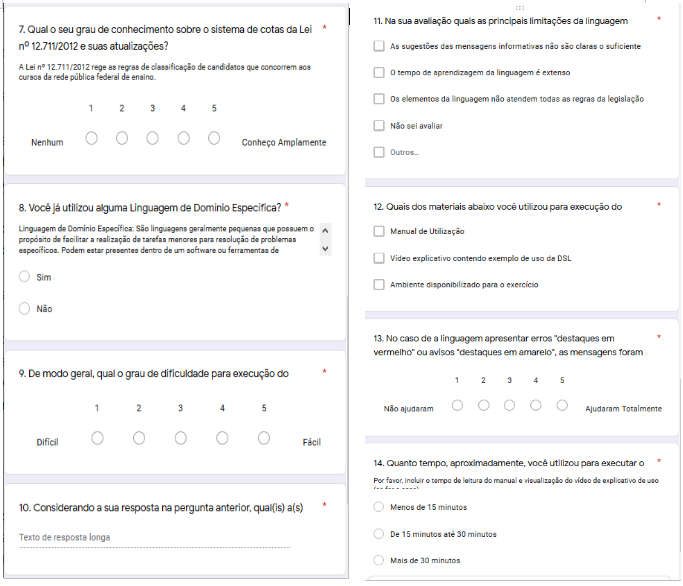 7. Qual o seu grau de conhecimento sobre o sistema de cotas da Lei *
nº 12.711/2012 e suas atualizações?
A Lei nº 12.711/2012 rege as regras de classificação de candidatos que concorrem aos
cursos da rede pública federal de ensino.
1 2 3 4 5
Nenhum Conheço Amplamente
8. Você já utilizou alguma Linguagem de Domínio Específica? *
Linguagem de Domínio Específica: São linguagens geralmente pequenas que possuem o
propósito de facilitar a realização de tarefas menores para resolução de problemas
específicos. Podem estar presentes dentro de um software ou ferramentas de
Sim
Não
9. De modo geral, qual o grau de dificuldade para execução do *
1 2 3 4 5
Difícil Fácil
10. Considerando a sua resposta na pergunta anterior, qual(is) a(s) *
Texto de resposta longa
11. Na sua avaliação quais as principais limitações da linguagem *
As sugestões das mensagens informativas não são claras o suficiente
O tempo de aprendizagem da linguagem é extenso
Os elementos da linguagem não atendem todas as regras da legislação
Não sei avaliar
Outros...
12. Quais dos materiais abaixo você utilizou para execução do *
Manual de Utilização
Vídeo explicativo contendo exemplo de uso da DSL
Ambiente disponibilizado para o exercício
13. No caso de a linguagem apresentar erros "destaques em *
vermelho" ou avisos "destaques em amarelo", as mensagens foram
1 2 3 4 5
Não ajudaram Ajudaram Totalmente
14. Quanto tempo, aproximadamente, você utilizou para executar o *
Por favor, incluir o tempo de leitura do manual e visualização do vídeo de explicativo de uso
Menos de 15 minutos
De 15 minutos até 30 minutos
Mais de 30 minutos